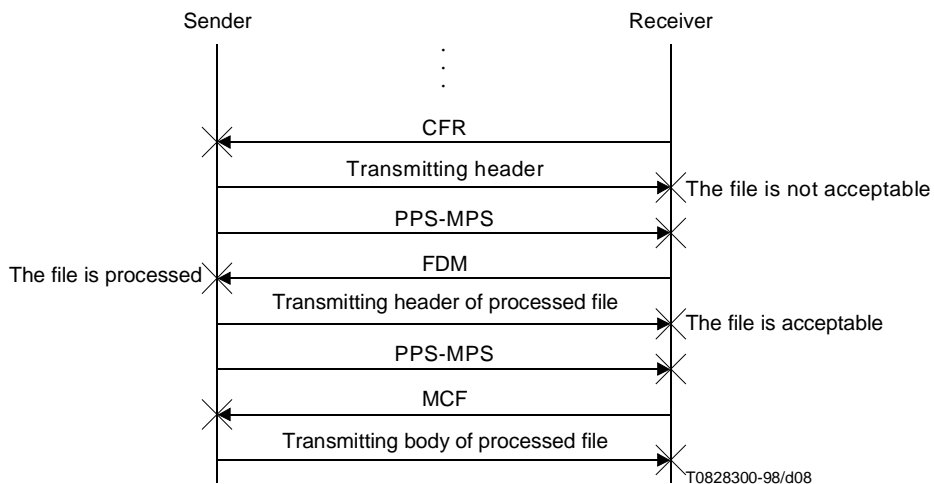 Sender
Receiver
CFR
Transmitting header
The file is not acceptable
PPS-MPS
The file is processed
FDM
Transmitting header of processed file
The file is acceptable
PPS-MPS
MCF
Transmitting body of processed file
T0828300-98/d08